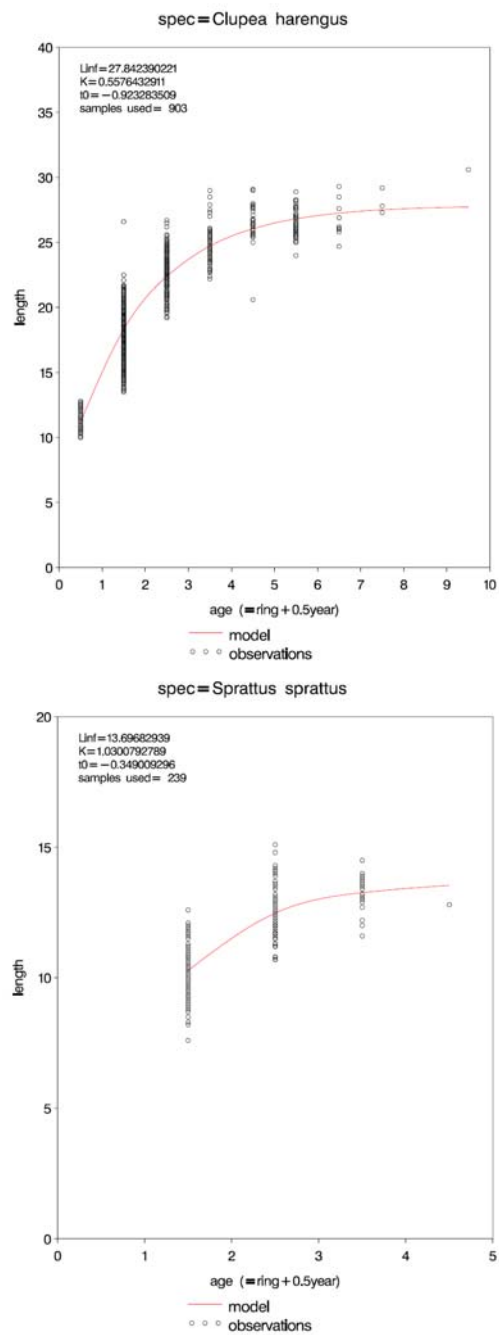 spec=Clupea harengus
Linf=27.842390221
K=0.5576432911
t0=−0.923283509
samples used= 903
40
35
30
25
20
15
10
5
0
length
0 1 2 3 4 5 6 7 8 9 10
age (=ring+0.5year)
model
observations
spec=Sprattus sprattus
Linf=13.69682939
K=1.0300792789
t0=−0.349009296
samples used= 239
20
15
10
5
0
length
0 1 2 3 4 5
age (=ring+0.5year)
model
observations